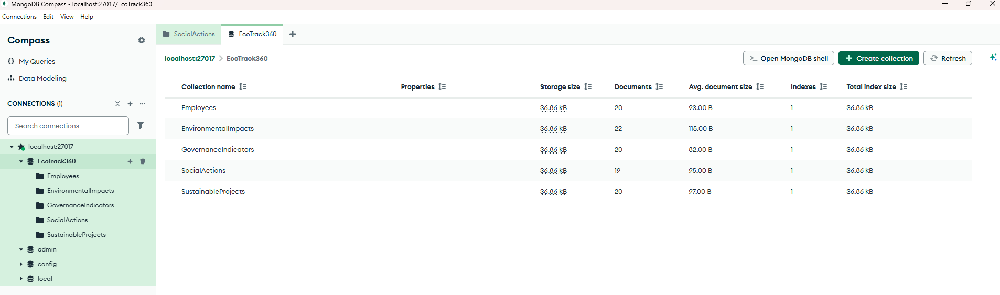 MongoDB Compass - localhost:27017/EcoTrack360
Connections Edit View Help
Compass
{} My Queries
Data Modeling
CONNECTIONS (1)
Search connections
localhost:27017
EcoTrack360
Employees
EnvironmentalImpacts
GovernanceIndicators
SocialActions
SustainableProjects
admin
config
local
SocialActions EcoTrack360
localhost:27017 > EcoTrack360
>_ Open MongoDB shell + Create collection Refresh
Collection name Properties Storage size Documents Avg. document size Indexes Total index size
Employees - 36.86 kB 20 93.00 B 1 36.86 kB
EnvironmentalImpacts - 36.86 kB 22 115.00 B 1 36.86 kB
GovernanceIndicators - 36.86 kB 20 82.00 B 1 36.86 kB
SocialActions - 36.86 kB 19 95.00 B 1 36.86 kB
SustainableProjects - 36.86 kB 20 97.00 B 1 36.86 kB